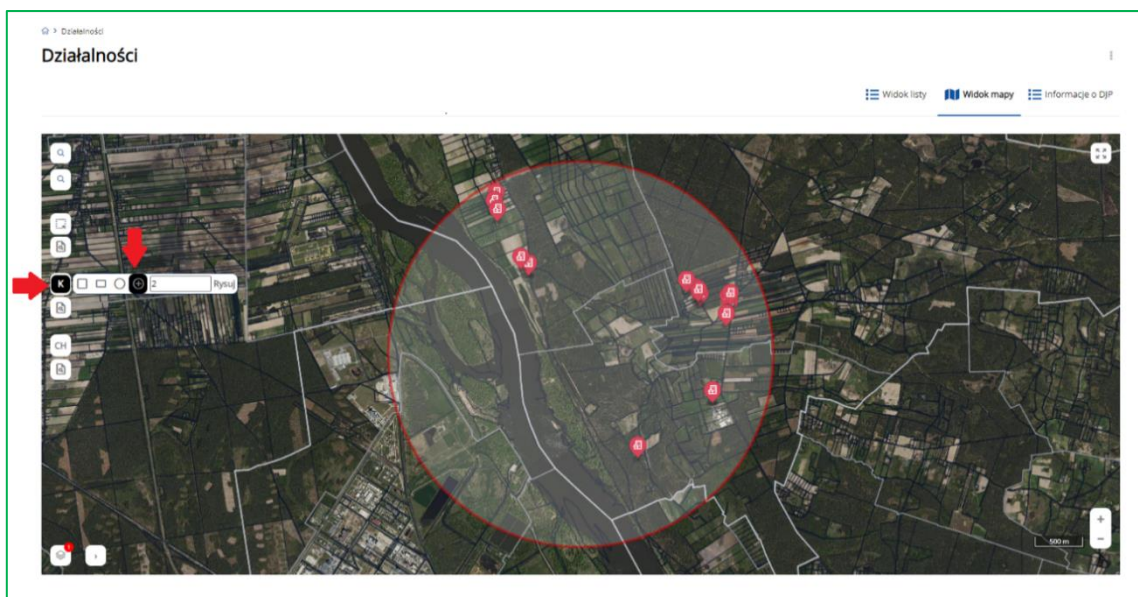 > Działalności
Działalności
Widok listy Widok mapy Informacje o DJP
K 2 Rysuj
CH
500 m